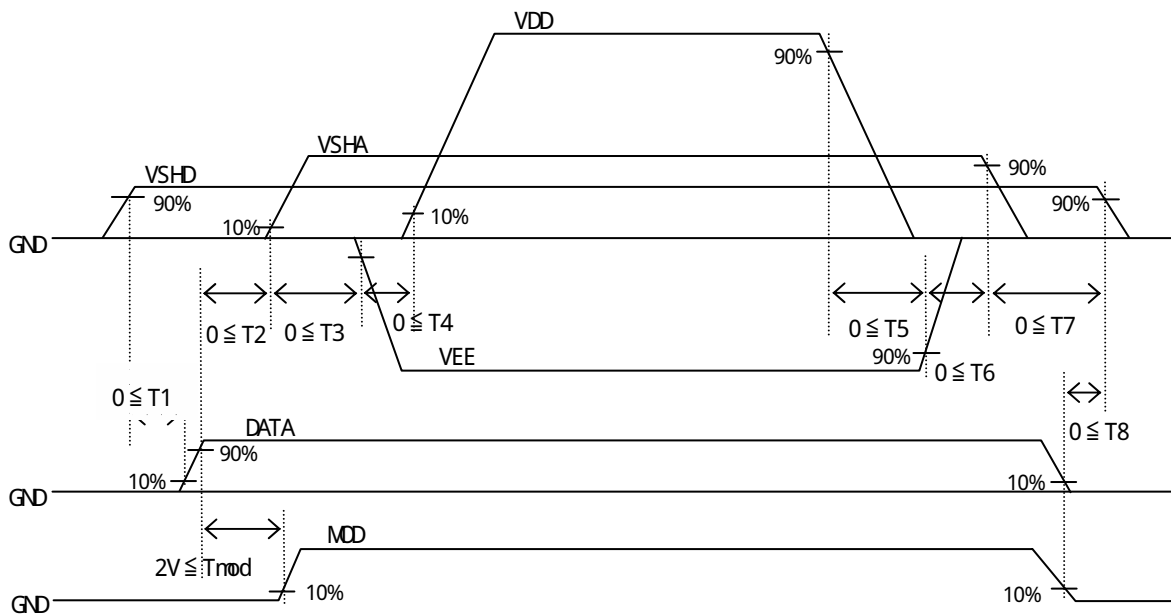 VDD
90%
VSHA
VSHD
90%
90%
90%
10%
10%
GND
0 ≦ T2
0 ≦ T3
0 ≦ T4
0 ≦ T5
0 ≦ T7
VEE
90%
0 ≦ T6
0 ≦ T1
DATA
0 ≦ T8
90%
10%
10%
GND
MOD
2V ≦ Tmod
10%
10%
GND